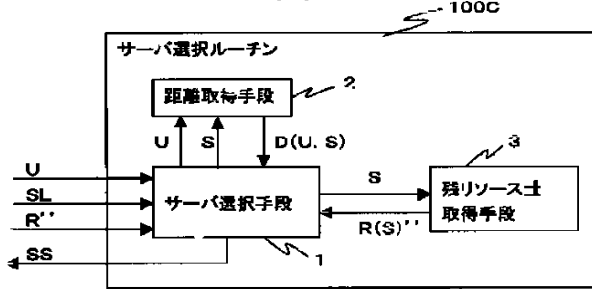 100C
サーバ選択ルーチン
距離取得手段
2
U
S
D(U, S)
U
SL
R''
SS
サーバ選択手段
1
S
R(S)''
3
残リソース士
取得手段